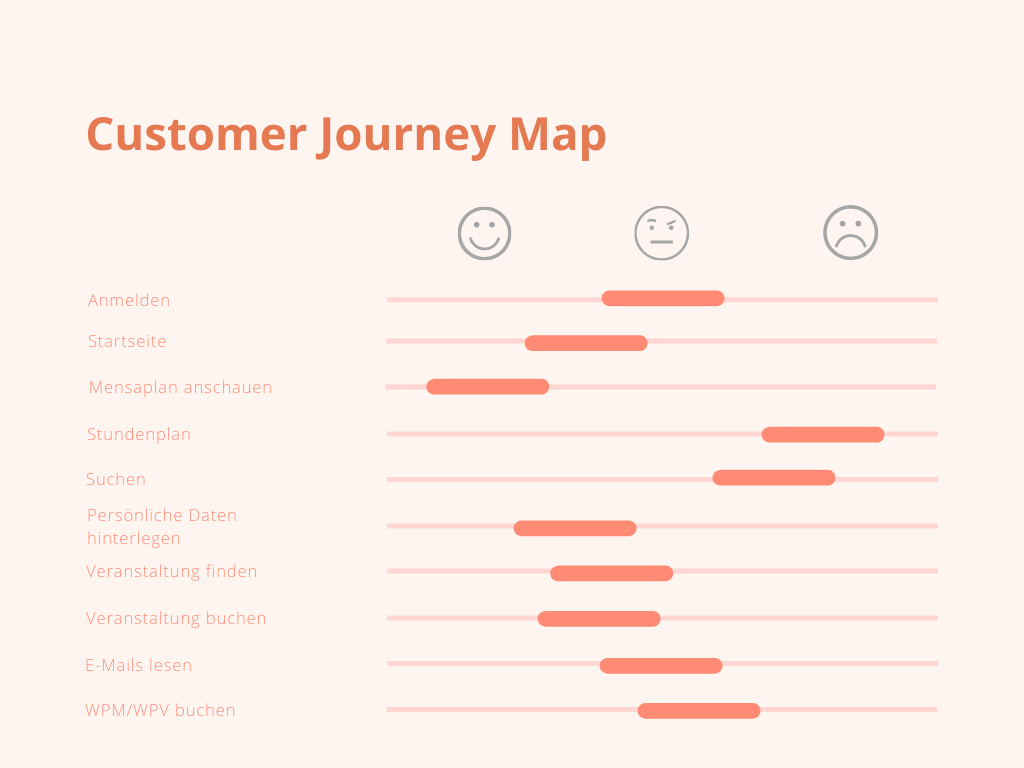 Customer Journey Map
Anmelden
Startseite
Mensaplan anschauen
Stundenplan
Suchen
Persönliche Daten
hinterlegen
Veranstaltung finden
Veranstaltung buchen
E-Mails lesen
WPM/WPV buchen